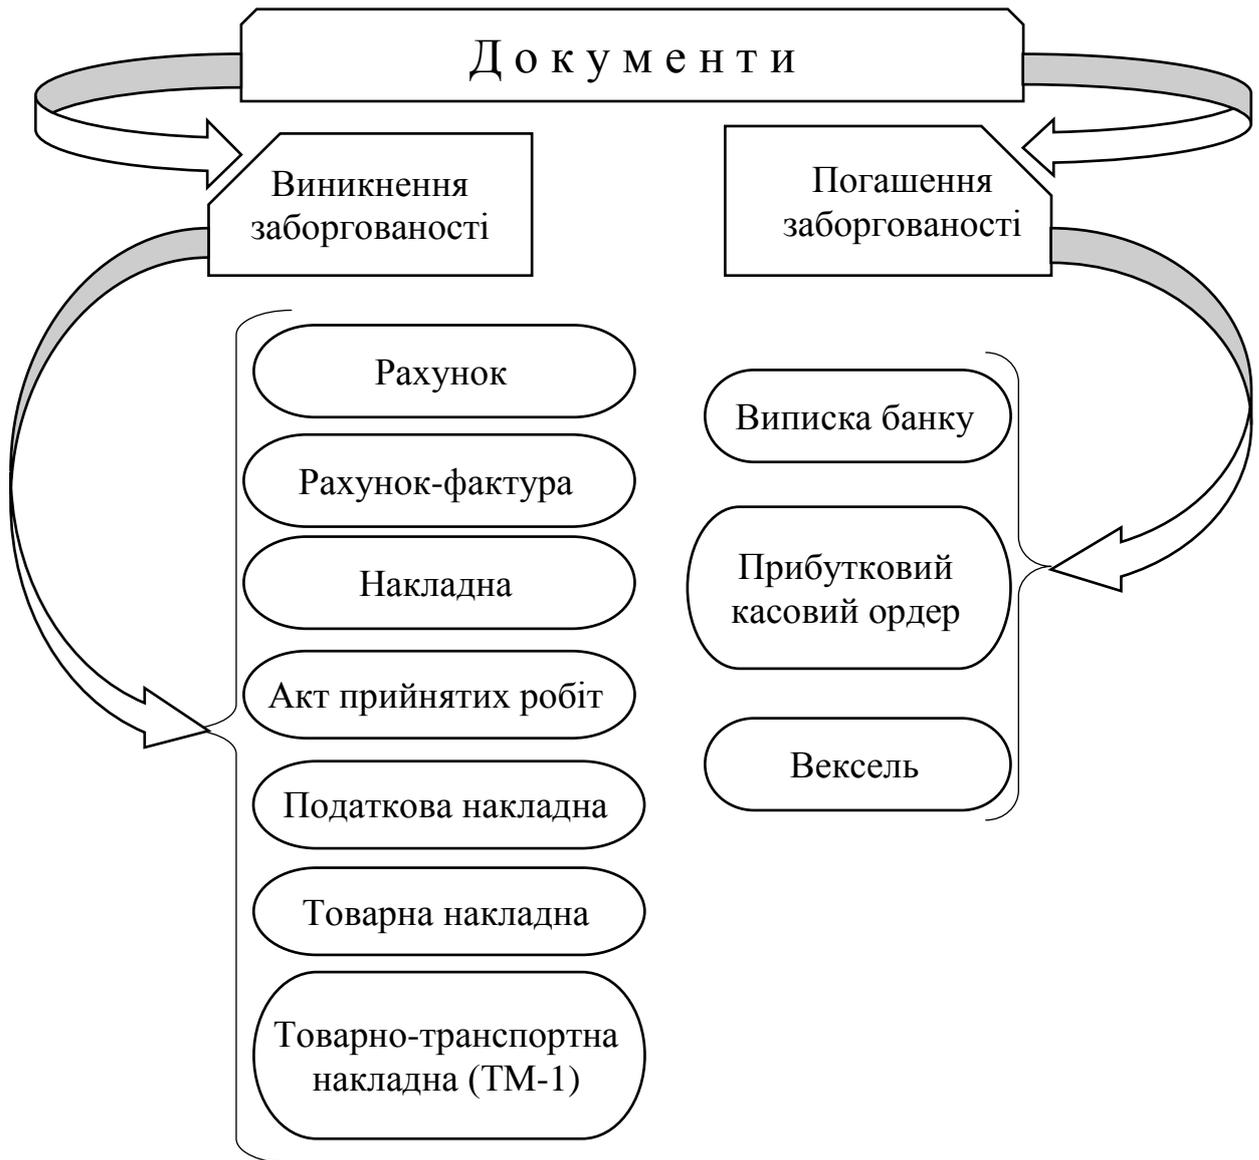 Документи
Виникнення
заборгованості
Погашення
заборгованості
Рахунок
Рахунок-фактура
Накладна
Акт прийнятих робіт
Податкова накладна
Товарна накладна
Товарно-транспортна
накладна (ТМ-1)
Виписка банку
Прибутковий
касовий ордер
Вексель